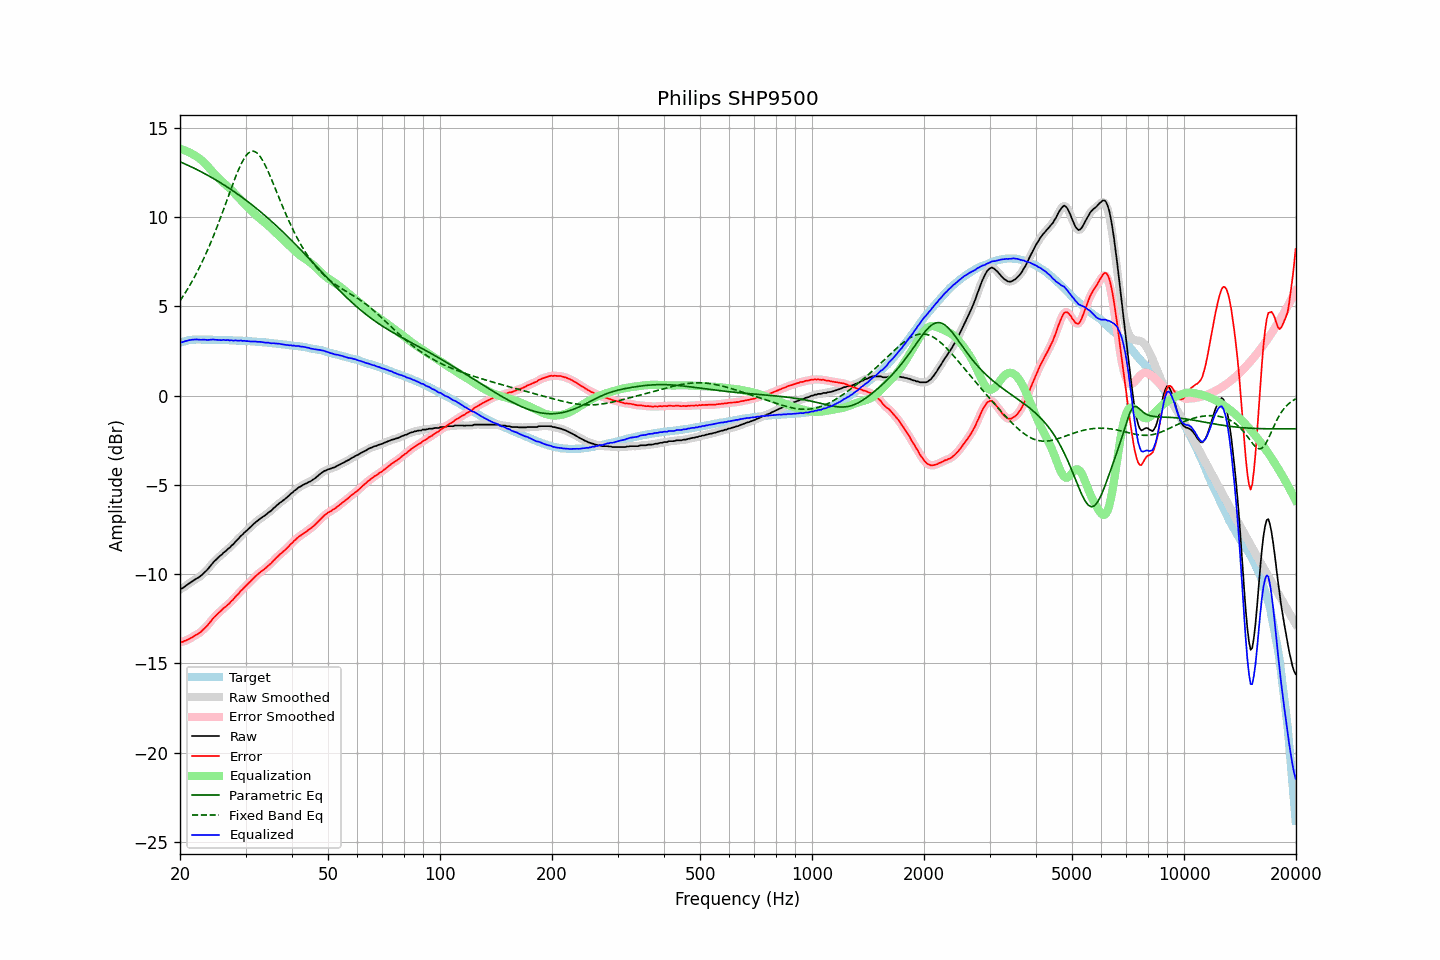 Philips SHP9500
Amplitude (dBr)
15
10
5
0
−5
−10
−15
−20
−25
Target
Raw Smoothed
Error Smoothed
Raw
Error
Equalization
Parametric Eq
Fixed Band Eq
Equalized
20 50 100 200 500 1000 2000 5000 10000 20000
Frequency (Hz)